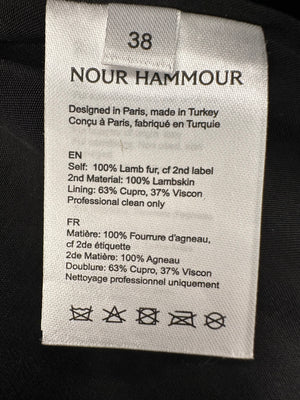 38
NOUR HAMMOUR
Designed in Paris, made in Turkey
Conçu à Paris, fabriqué en Turquie
EN
Self: 100% Lamb fur, cf 2nd label
2nd Material: 100% Lambskin
Lining: 63% Cupro, 37% Viscon
Professional clean only
FR
Matière: 100% Fourrure d'agneau,
cf 2de étiquette
2de Matière: 100% Agneau
Doublure: 63% Cupro, 37% Viscon
Nettoyage professionnel uniquement